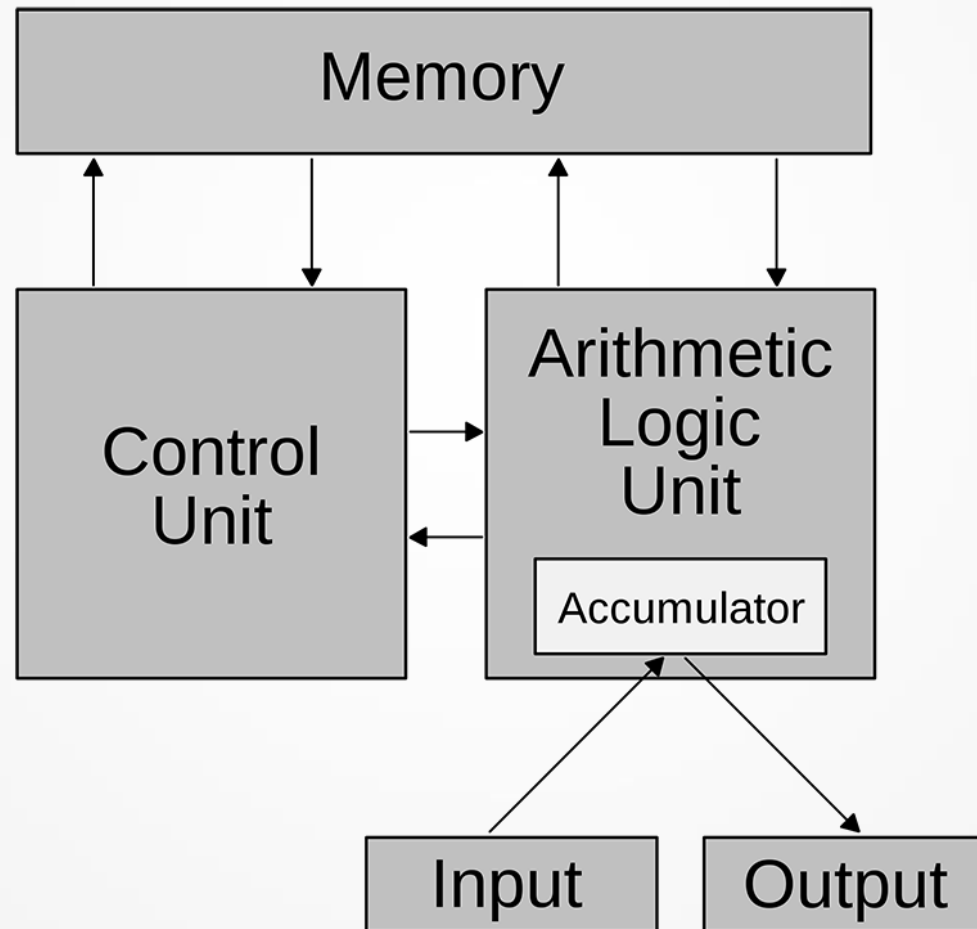 Memory
Control
Unit
Arithmetic
Logic
Unit
Accumulator
Input
Output